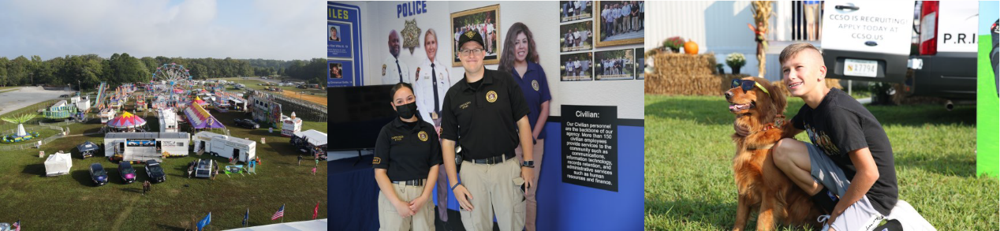 ILES
POLICE
Civilian:
Our Civilian personnel
are the backbone of our
agency. More than 150
civilian employees
provide services to the
community such as
communications,
information technology,
records retention, and
administrative services
such as human
resources and finance.
CCSO IS RECRUITING!
APPLY TODAY AT
CCSO.US
P.R.I.
17794